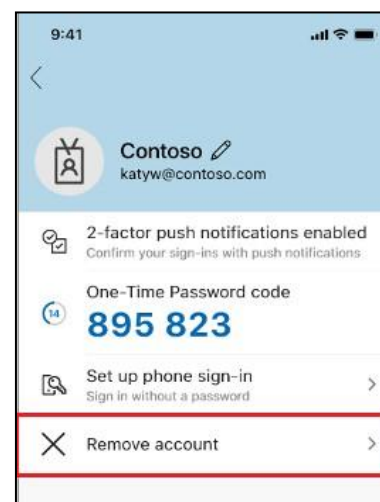 9:41
Contoso
katyw@contoso.com
2-factor push notifications enabled
Confirm your sign-ins with push notifications
One-Time Password code
14
895 823
Set up phone sign-in
Sign in without a password
Remove account